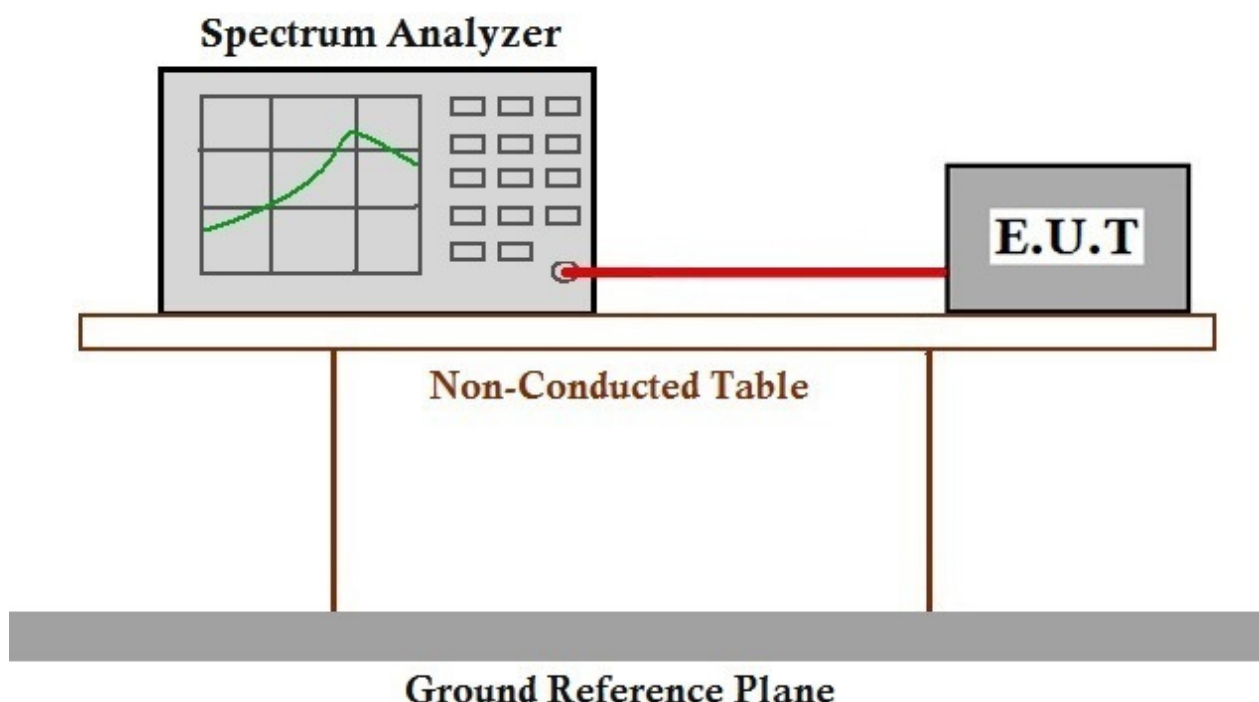 Spectrum Analyzer
E.U.T
Non-Conducted Table
Ground Reference Plane